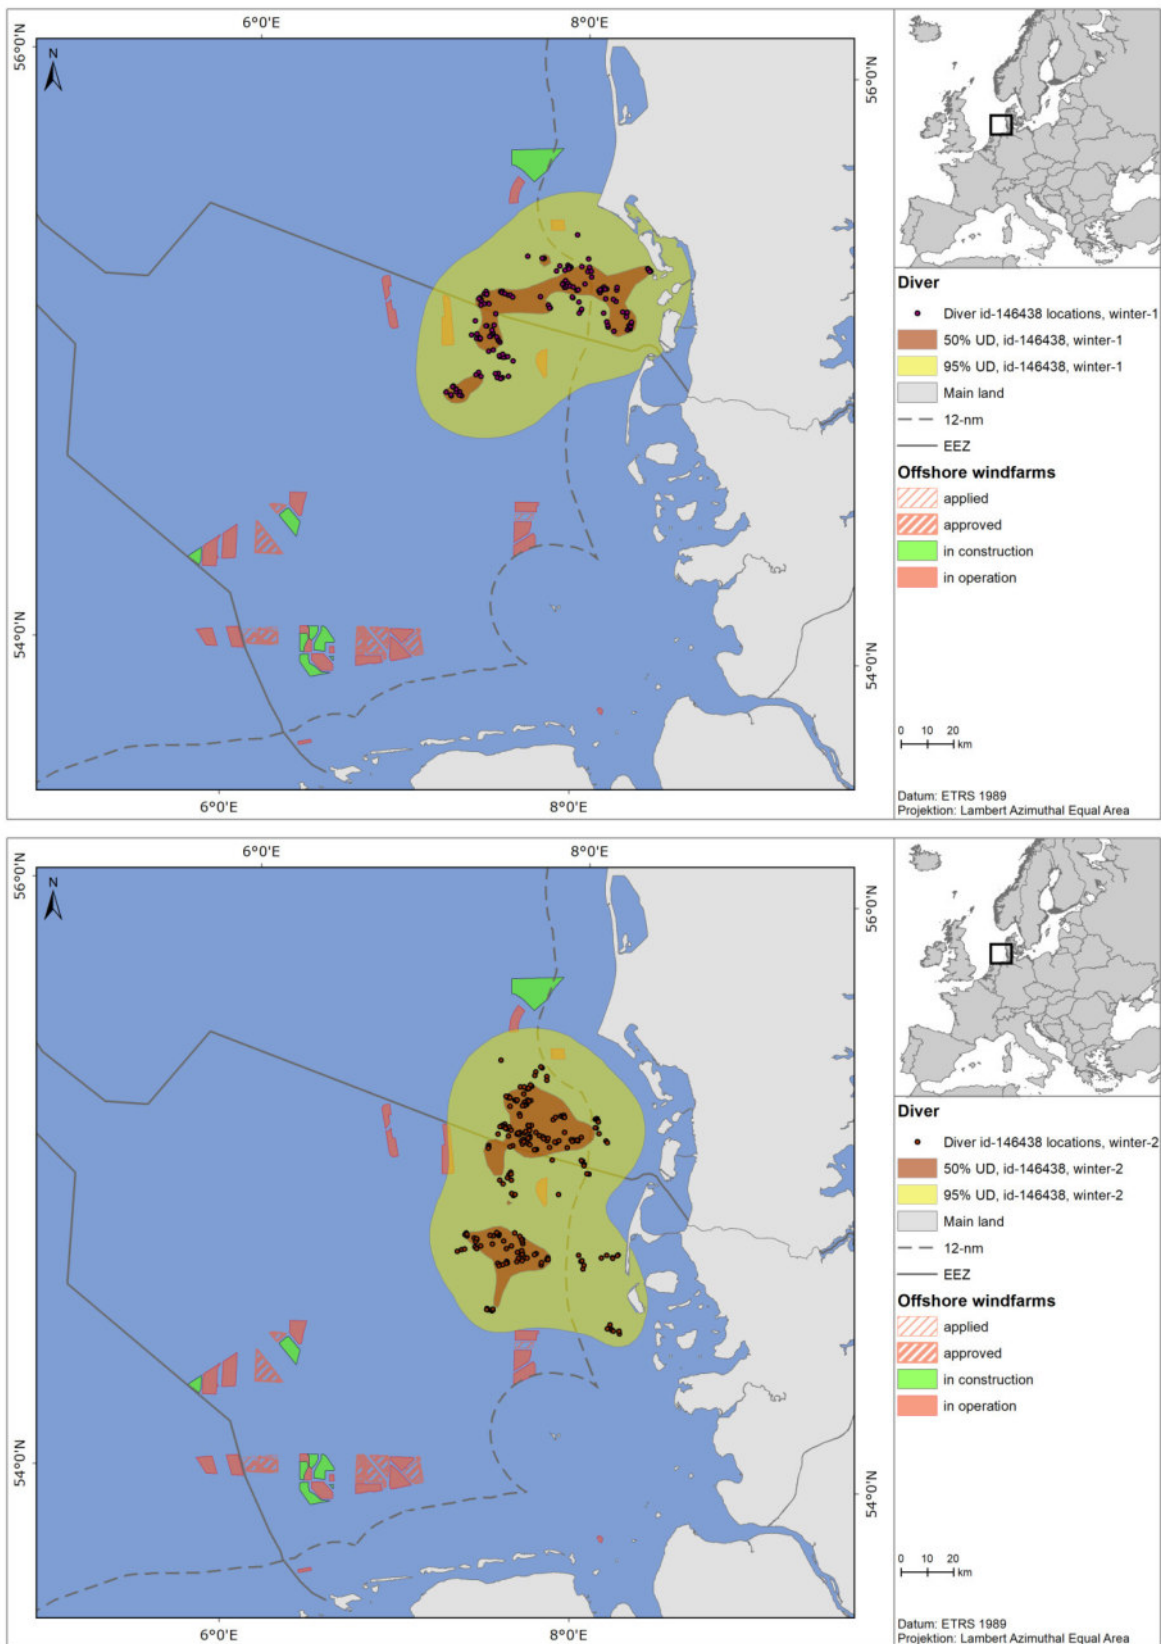 6°0'E 8°0'E
56°0'N
56°0'N
N
54°0'N
54°0'N
6°0'E 8°0'E
Diver
Diver id-146438 locations, winter-1
50% UD, id-146438, winter-1
95% UD, id-146438, winter-1
Main land
12-nm
EEZ
Offshore windfarms
applied
approved
in construction
in operation
0 10 20
km
Datum: ETRS 1989
Projektion: Lambert Azimuthal Equal Area
6°0'E 8°0'E
56°0'N
56°0'N
N
54°0'N
54°0'N
6°0'E 8°0'E
Diver
Diver id-146438 locations, winter-2
50% UD, id-146438, winter-2
95% UD, id-146438, winter-2
Main land
12-nm
EEZ
Offshore windfarms
applied
approved
in construction
in operation
0 10 20
km
Datum: ETRS 1989
Projektion: Lambert Azimuthal Equal Area